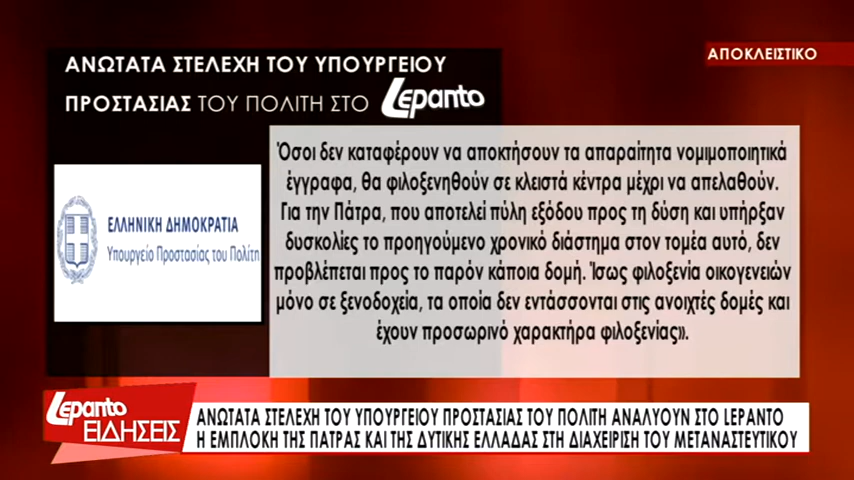 ΑΝΩΤΑΤΑ ΣΤΕΛΕΧΗ ΤΟΥ ΥΠΟΥΡΓΕΙΟΥ
ΠΡΟΣΤΑΣΙΑΣ ΤΟΥ ΠΟΛΙΤΗ ΣΤΟ Lepanto
ΑΠΟΚΛΕΙΣΤΙΚΟ
ΕΛΛΗΝΙΚΗ ΔΗΜΟΚΡΑΤΙΑ
Υπουργείο Προστασίας του Πολίτη
Όσοι δεν καταφέρουν να αποκτήσουν τα απαραίτητα νομιμοποιητικά
έγγραφα, θα φιλοξενηθούν σε κλειστά κέντρα μέχρι να απελαθούν.
Για την Πάτρα, που αποτελεί πύλη εξόδου προς τη δύση και υπήρξαν
δυσκολίες το προηγούμενο χρονικό διάστημα στον τομέα αυτό, δεν
προβλέπεται προς το παρόν κάποια δομή. Ίσως φιλοξενία οικογενειών
μόνο σε ξενοδοχεία, τα οποία δεν εντάσσονται στις ανοιχτές δομές και
έχουν προσωρινό χαρακτήρα φιλοξενίας».
Lepanto
ΕΙΔΗΣΕΙΣ
ΑΝΩΤΑΤΑ ΣΤΕΛΕΧΗ ΤΟΥ ΥΠΟΥΡΓΕΙΟΥ ΠΡΟΣΤΑΣΙΑΣ ΤΟΥ ΠΟΛΙΤΗ ΑΝΑΛΥΟΥΝ ΣΤΟ LEPANTO
Η ΕΜΠΛΟΚΗ ΤΗΣ ΠΑΤΡΑΣ ΚΑΙ ΤΗΣ ΔΥΤΙΚΗΣ ΕΛΛΑΔΑΣ ΣΤΗ ΔΙΑΧΕΙΡΙΣΗ ΤΟΥ ΜΕΤΑΝΑΣΤΕΥΤΙΚΟΥ